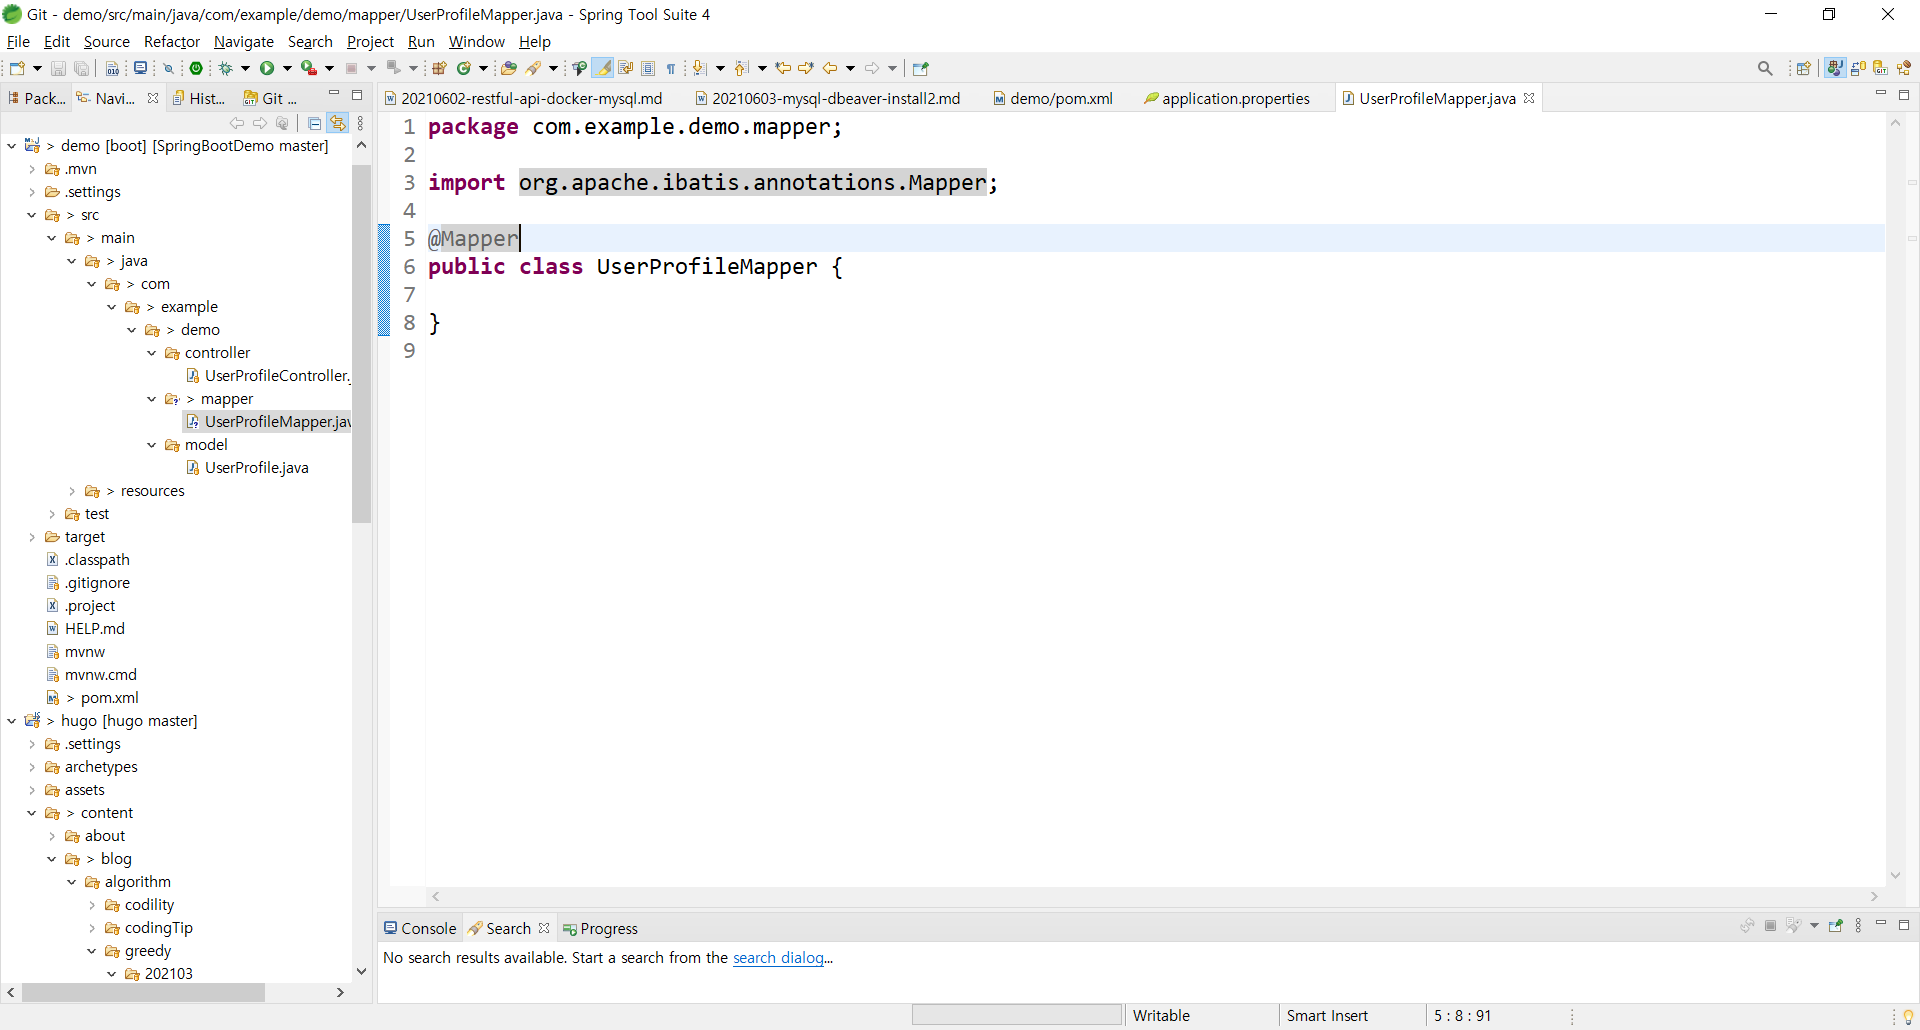 Git - demo/src/main/java/com/example/demo/mapper/UserProfileMapper.java - Spring Tool Suite 4
File Edit Source Refactor Navigate Search Project Run Window Help
Pack... Navi... Hist... Git ...
20210602-restful-api-docker-mysql.md 20210603-mysql-dbeaver-install2.md demo/pom.xml application.properties UserProfileMapper.java
> demo [boot] [SpringBootDemo master]
.mvn
.settings
> src
> main
> java
> com
> example
> demo
controller
UserProfileController.
> mapper
UserProfileMapper.jav
model
UserProfile.java
> resources
test
target
.classpath
.gitignore
.project
HELP.md
mvnw
mvnw.cmd
> pom.xml
> hugo [hugo master]
.settings
archetypes
assets
> content
about
> blog
algorithm
codility
codingTip
greedy
202103
1 package com.example.demo.mapper;
2
3 import org.apache.ibatis.annotations.Mapper;
4
5 @Mapper
6 public class UserProfileMapper {
7
8 }
9
Console Search Progress
No search results available. Start a search from the search dialog...
Writable Smart Insert 5 : 8 : 91